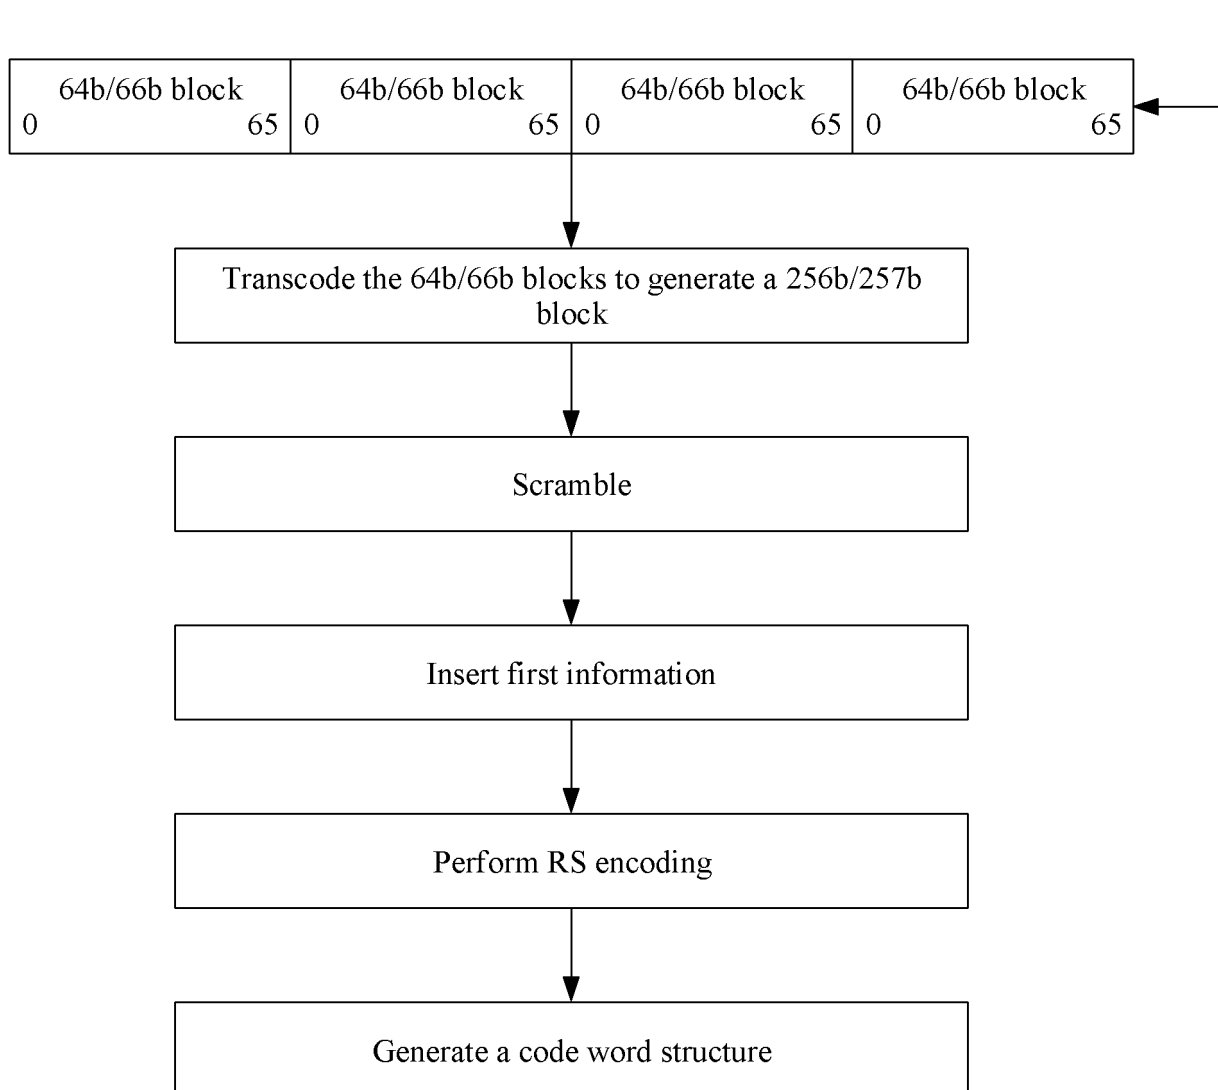 64b/66b block 64b/66b block 64b/66b block 64b/66b block
0 65 0 65 0 65 0 65
Transcode the 64b/66b blocks to generate a 256b/257b
block
Scramble
Insert first information
Perform RS encoding
Generate a code word structure